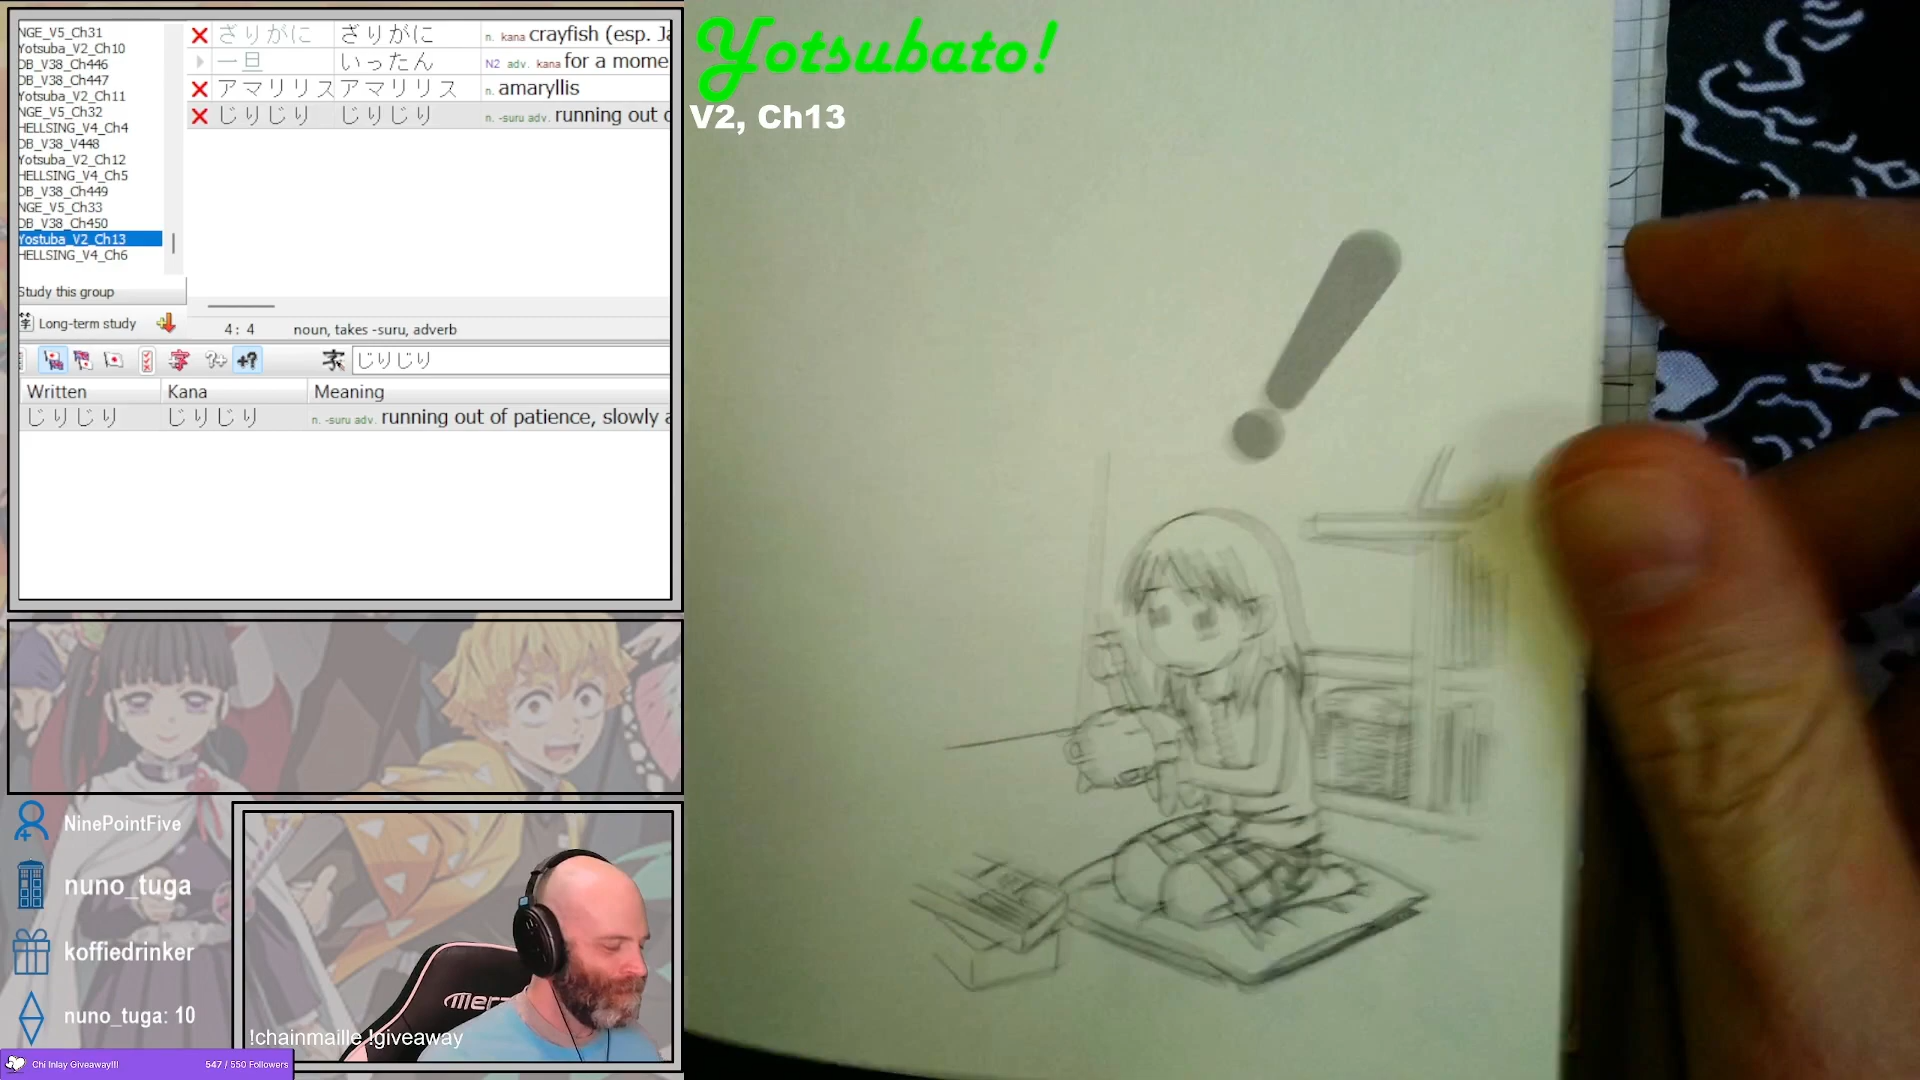 NGE_V5_Ch31
Yotsuba_V2_Ch10
DB_V38_Ch446
DB_V38_Ch447
Yotsuba_V2_Ch11
NGE_V5_Ch32
HELLSING_V4_Ch4
DB_V38_V448
Yotsuba_V2_Ch12
HELLSING_V4_Ch5
DB_V38_Ch449
NGE_V5_Ch33
DB_V38_Ch450
Yostuba_V2_Ch13
HELLSING_V4_Ch6
Study this group
字 Long-term study
ざりがに ざりがに n. kana crayfish (esp.
一旦 いったん N2 adv. kana for a mome
アマリリス アマリリス n. amaryllis
じりじり じりじり n. -suru adv. running out
4: 4 noun, takes -suru, adverb
字 ?+ +? 字 じりじり
Written Kana Meaning
じりじり じりじり n. -suru adv. running out of patience, slowly
Yotsubato!
V2, Ch13
!
NinePointFive
nuno_tuga
koffiedrinker
nuno_tuga: 10
!chainmaille !giveaway
Chi Inlay Giveaway!!! 547 / 550 Followers